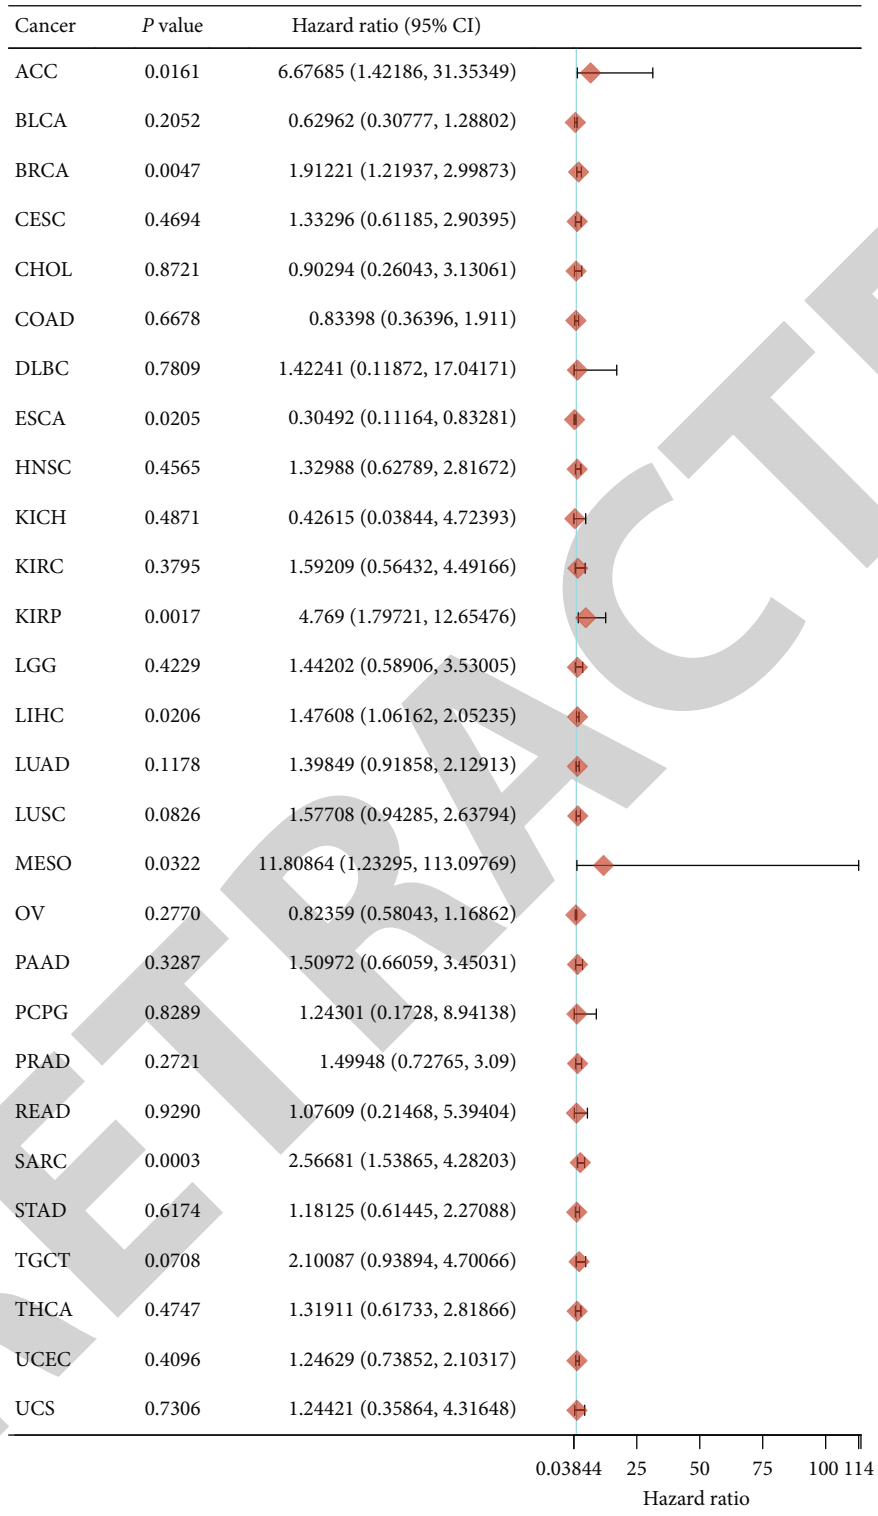 Cancer P value Hazard ratio (95% CI)
ACC 0.0161 6.67685 (1.42186, 31.35349)
BLCA 0.2052 0.62962 (0.30777, 1.28802)
BRCA 0.0047 1.91221 (1.21937, 2.99873)
CESC 0.4694 1.33296 (0.61185, 2.90395)
CHOL 0.8721 0.90294 (0.26043, 3.13061)
COAD 0.6678 0.83398 (0.36396, 1.911)
DLBC 0.7809 1.42241 (0.11872, 17.04171)
ESCA 0.0205 0.30492 (0.11164, 0.83281)
HNSC 0.4565 1.32988 (0.62789, 2.81672)
KICH 0.4871 0.42615 (0.03844, 4.72393)
KIRC 0.3795 1.59209 (0.56432, 4.49166)
KIRP 0.0017 4.769 (1.79721, 12.65476)
LGG 0.4229 1.44202 (0.58906, 3.53005)
LIHC 0.0206 1.47608 (1.06162, 2.05235)
LUAD 0.1178 1.39849 (0.91858, 2.12913)
LUSC 0.0826 1.57708 (0.94285, 2.63794)
MESO 0.0322 11.80864 (1.23295, 113.09769)
OV 0.2770 0.82359 (0.58043, 1.16862)
PAAD 0.3287 1.50972 (0.66059, 3.45031)
PCPG 0.8289 1.24301 (0.1728, 8.94138)
PRAD 0.2721 1.49948 (0.72765, 3.09)
READ 0.9290 1.07609 (0.21468, 5.39404)
SARC 0.0003 2.56681 (1.53865, 4.28203)
STAD 0.6174 1.18125 (0.61445, 2.27088)
TGCT 0.0708 2.10087 (0.93894, 4.70066)
THCA 0.4747 1.31911 (0.61733, 2.81866)
UCEC 0.4096 1.24629 (0.73852, 2.10317)
UCS 0.7306 1.24421 (0.35864, 4.31648)
0.03844 25 50 75 100 114
Hazard ratio
RETRACTE